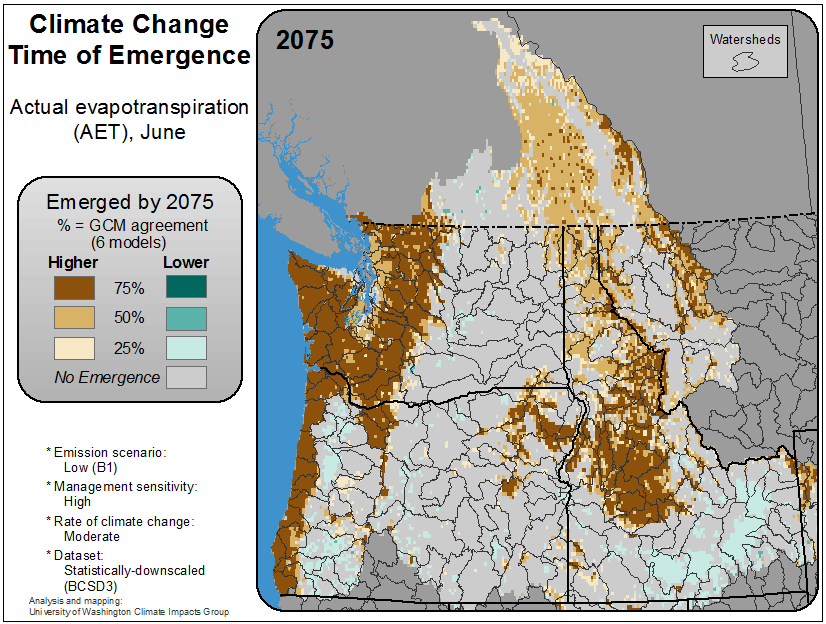 Climate Change
Time of Emergence
Actual evapotranspiration
(AET), June
Emerged by 2075
% = GCM agreement
(6 models)
Higher Lower
75%
50%
25%
No Emergence
* Emission scenario:
Low (B1)
* Management sensitivity:
High
* Rate of climate change:
Moderate
* Dataset:
Statistically-downscaled
(BCSD3)
Analysis and mapping:
University of Washington Climate Impacts Group
2075
Watersheds